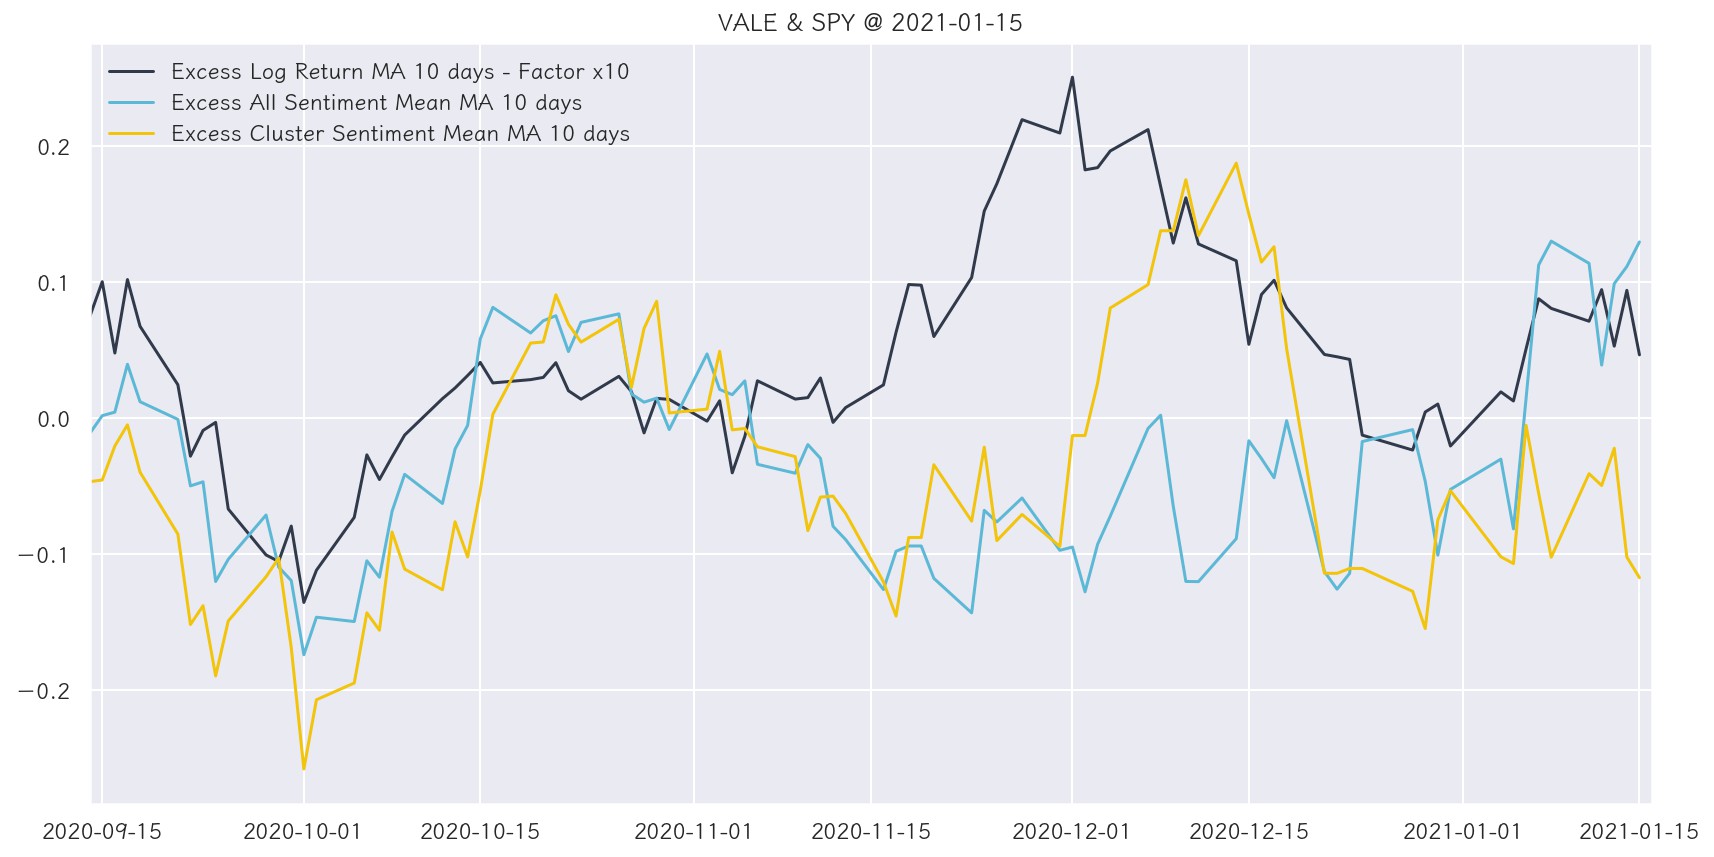 VALE & SPY @ 2021-01-15
Excess Log Return MA 10 days - Factor x10
Excess All Sentiment Mean MA 10 days
Excess Cluster Sentiment Mean MA 10 days
0.2
0.1
0.0
−0.1
−0.2
2020-09-15 2020-10-01 2020-10-15 2020-11-01 2020-11-15 2020-12-01 2020-12-15 2021-01-01 2021-01-15